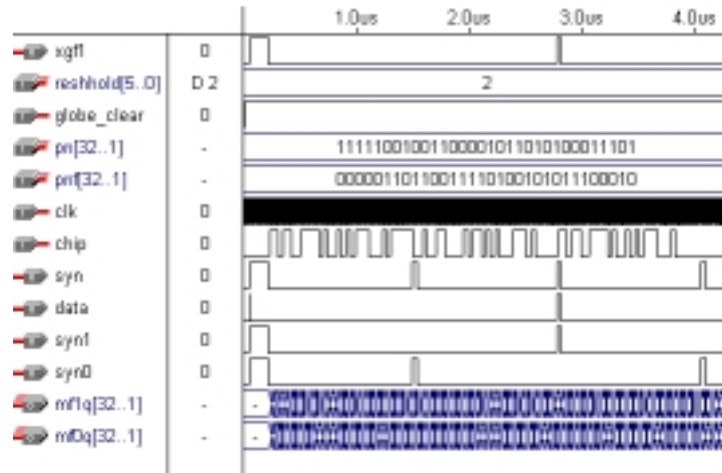 1.0us 2.0us 3.0us 4.0us
xgf1 0
reshhold[5..0] D 2 2
globe_clear 0
pn[32..1] - 11111001001100001011010100011101
pnf[32..1] - 00000110110011110100101011100010
clk 0
chip 0
syn 0
data 0
syn1 0
syn0 0
mf1q[32..1] - -
mf0q[32..1] - -